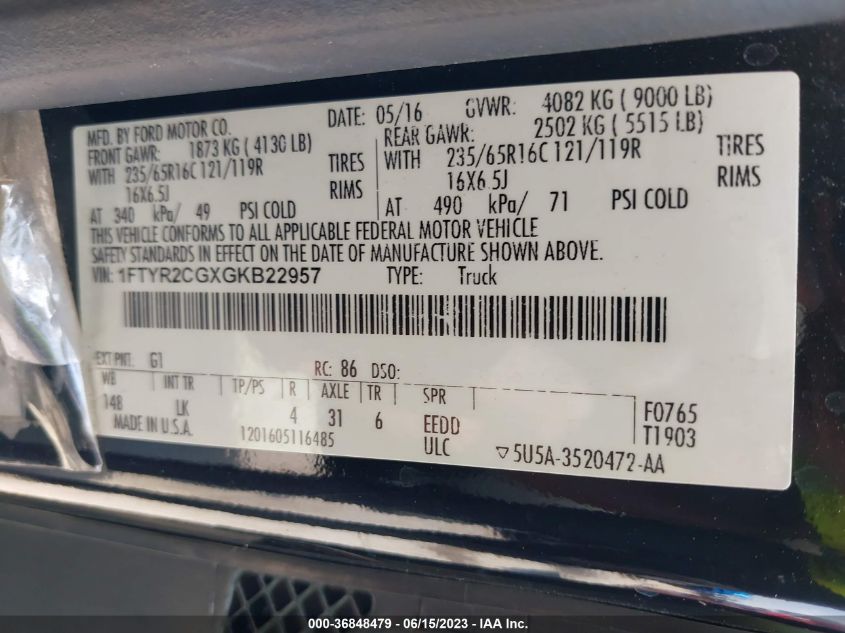 MFD. BY FORD MOTOR CO. DATE: 05/16 GVWR: 4082 KG ( 9000 LB)
FRONT GAWR: 1873 KG ( 4130 LB) REAR GAWR: 2502 KG ( 5515 LB)
WITH 235/65R16C 121/119R TIRES WITH 235/65R16C 121/119R TIRES
16X6.5J RIMS 16X6.5J RIMS
AT 340 kPa/ 49 PSI COLD AT 490 kPa/ 71 PSI COLD
THIS VEHICLE CONFORMS TO ALL APPLICABLE FEDERAL MOTOR VEHICLE
SAFETY STANDARDS IN EFFECT ON THE DATE OF MANUFACTURE SHOWN ABOVE.
VIN: 1FTYR2CGXGKB22957 TYPE: Truck
EXT PNT: G1 RC: 86 DSO:
WB INT TR TP/PS R AXLE TR SPR
148 LK 4 31 6 EEDD F0765
MADE IN U.S.A. 1201605116485 ULC T1903
▽5U5A-3520472-AA
000-36848479 - 06/15/2023 - IAA Inc.